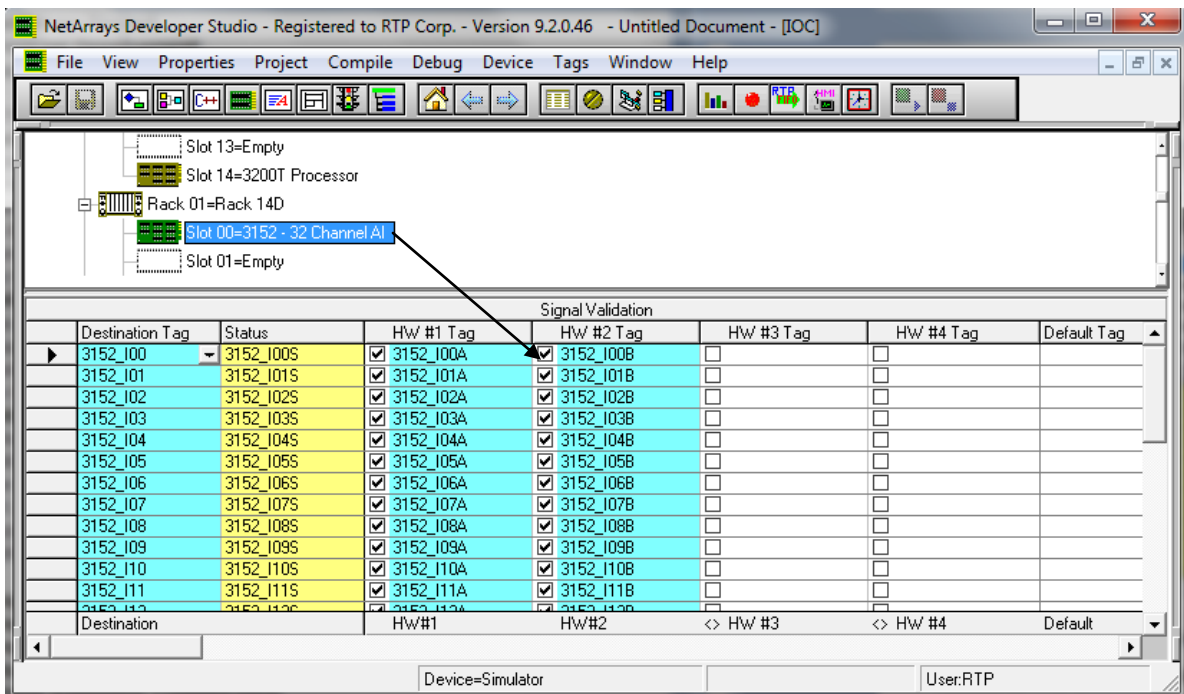 NetArrays Developer Studio - Registered to RTP Corp. - Version 9.2.0.46 - Untitled Document - [IOC]
File View Properties Project Compile Debug Device Tags Window Help
C++ RTP HMI
Slot 13=Empty
Slot 14=3200T Processor
Rack 01=Rack 14D
Slot 00=3152 - 32 Channel AI
Slot 01=Empty
Signal Validation
Destination Tag Status HW #1 Tag HW #2 Tag HW #3 Tag HW #4 Tag Default Tag
3152_I00 3152_I00S 3152_I00A 3152_I00B
3152_I01 3152_I01S 3152_I01A 3152_I01B
3152_I02 3152_I02S 3152_I02A 3152_I02B
3152_I03 3152_I03S 3152_I03A 3152_I03B
3152_I04 3152_I04S 3152_I04A 3152_I04B
3152_I05 3152_I05S 3152_I05A 3152_I05B
3152_I06 3152_I06S 3152_I06A 3152_I06B
3152_I07 3152_I07S 3152_I07A 3152_I07B
3152_I08 3152_I08S 3152_I08A 3152_I08B
3152_I09 3152_I09S 3152_I09A 3152_I09B
3152_I10 3152_I10S 3152_I10A 3152_I10B
3152_I11 3152_I11S 3152_I11A 3152_I11B
Destination HW#1 HW#2 <> HW #3 <> HW #4 Default
Device=Simulator User:RTP